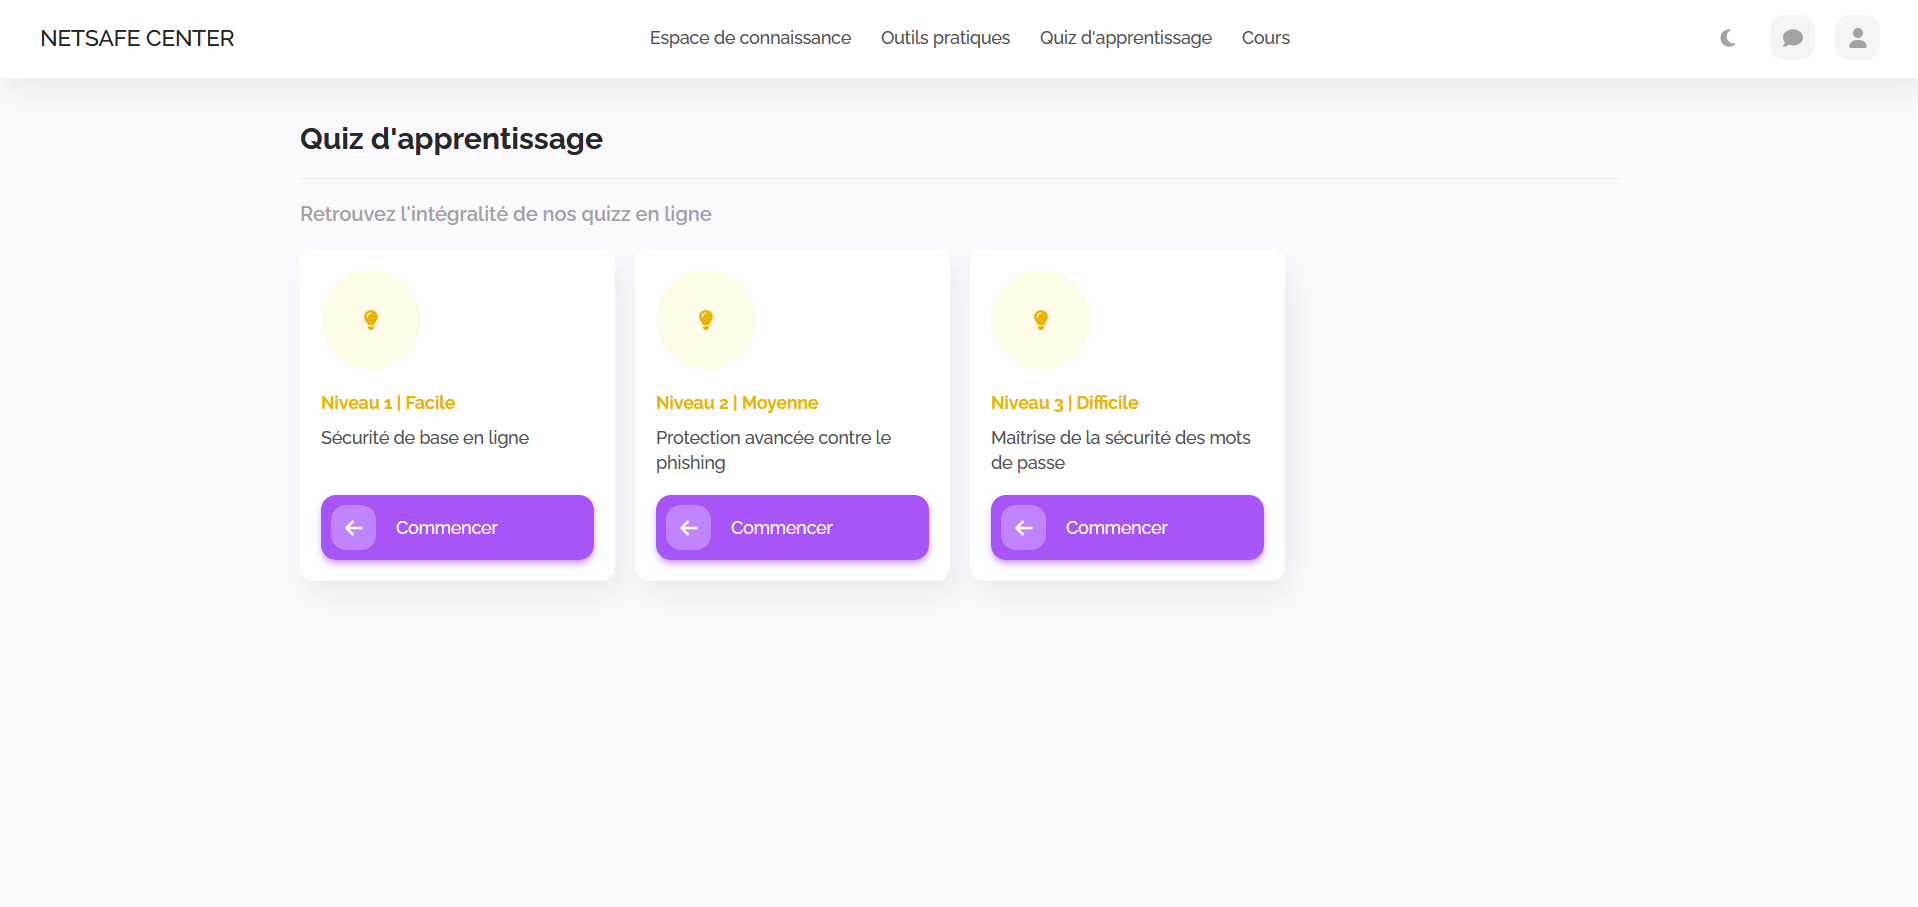 NETSAFE CENTER
Espace de connaissance
Outils pratiques
Quiz d'apprentissage
Cours
Quiz d'apprentissage
Retrouvez l'intégralité de nos quizz en ligne
Niveau 1 | Facile
Sécurité de base en ligne
Commencer
Niveau 2 | Moyenne
Protection avancée contre le
phishing
Commencer
Niveau 3 | Difficile
Maîtrise de la sécurité des mots
de passe
Commencer